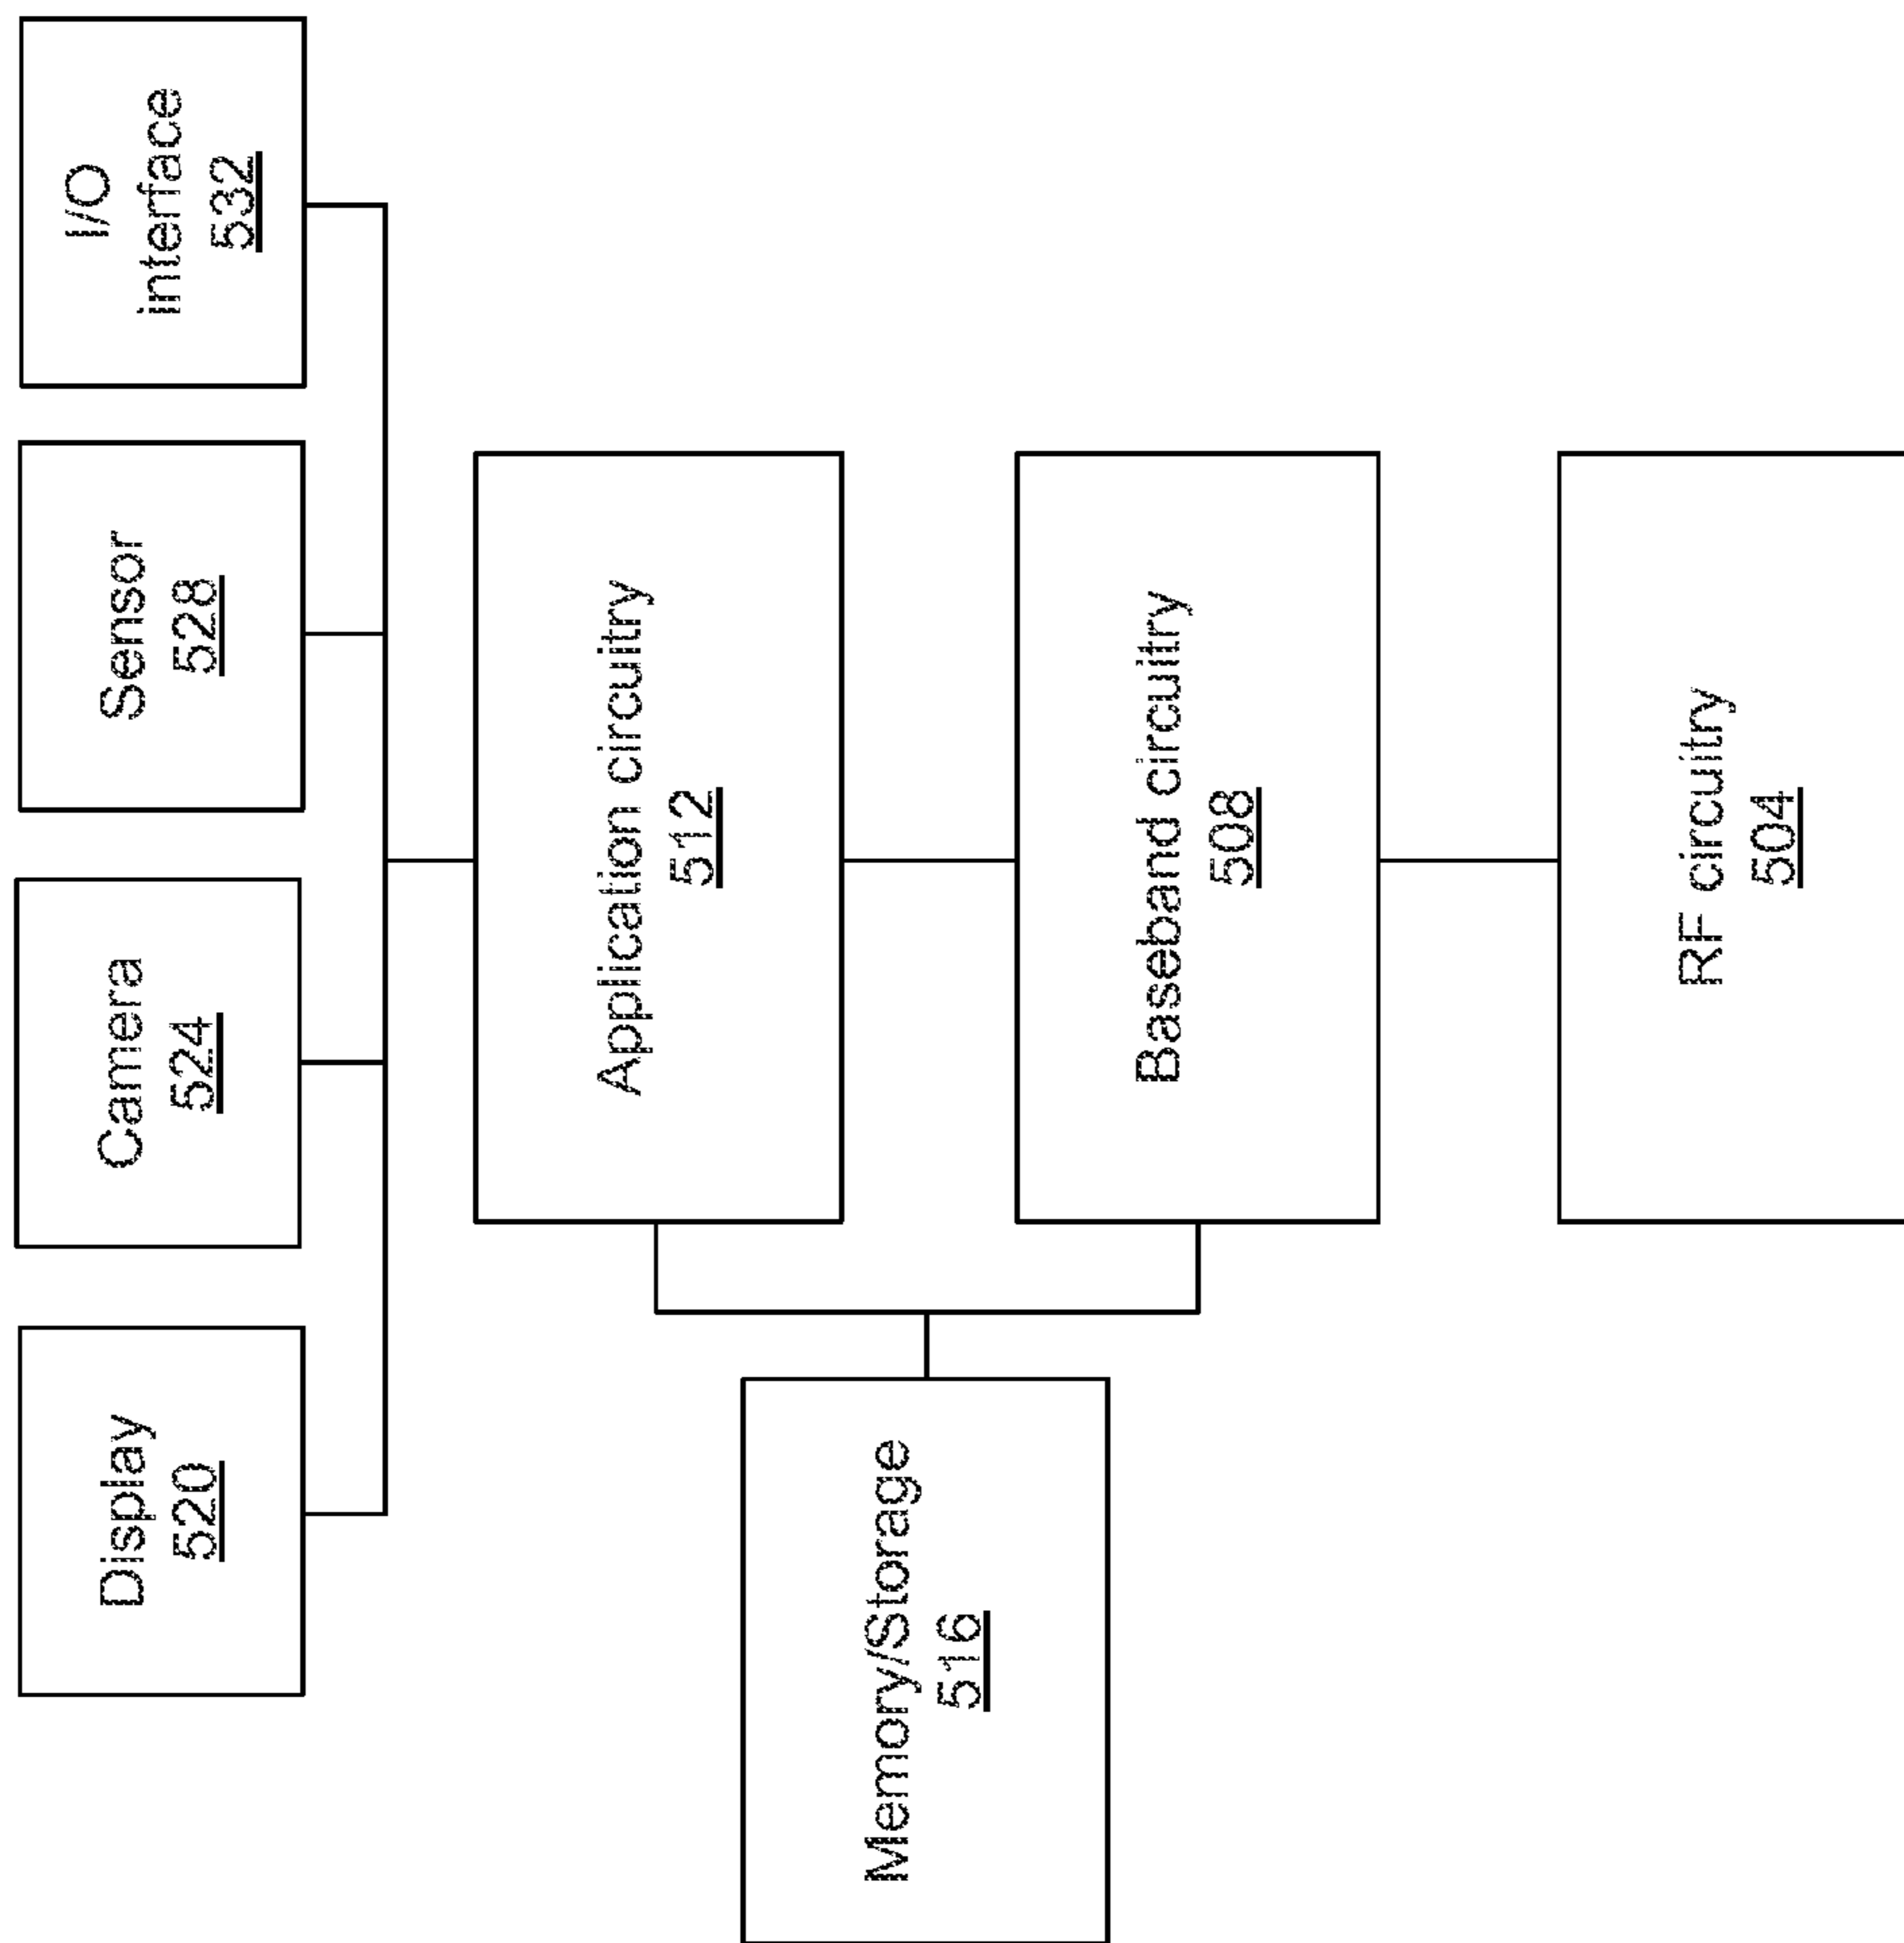 Display
520
Camera
524
Sensor
528
I/O
interface
532
Application circuitry
512
Memory/Storage
516
Baseband circuitry
508
RF circuitry
504